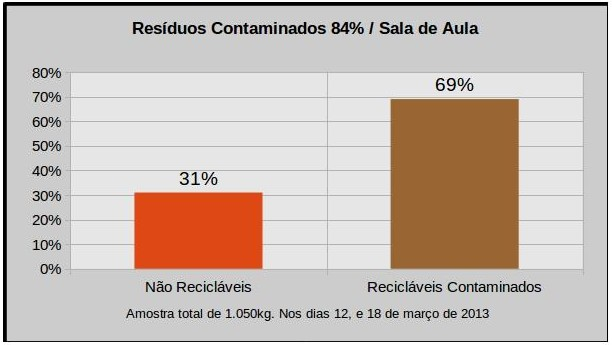 Resíduos Contaminados 84% / Sala de Aula
80%
70%
60%
50%
40%
30%
20%
10%
0%
69%
31%
Não Recicláveis
Recicláveis Contaminados
Amostra total de 1.050kg. Nos dias 12, e 18 de março de 2013